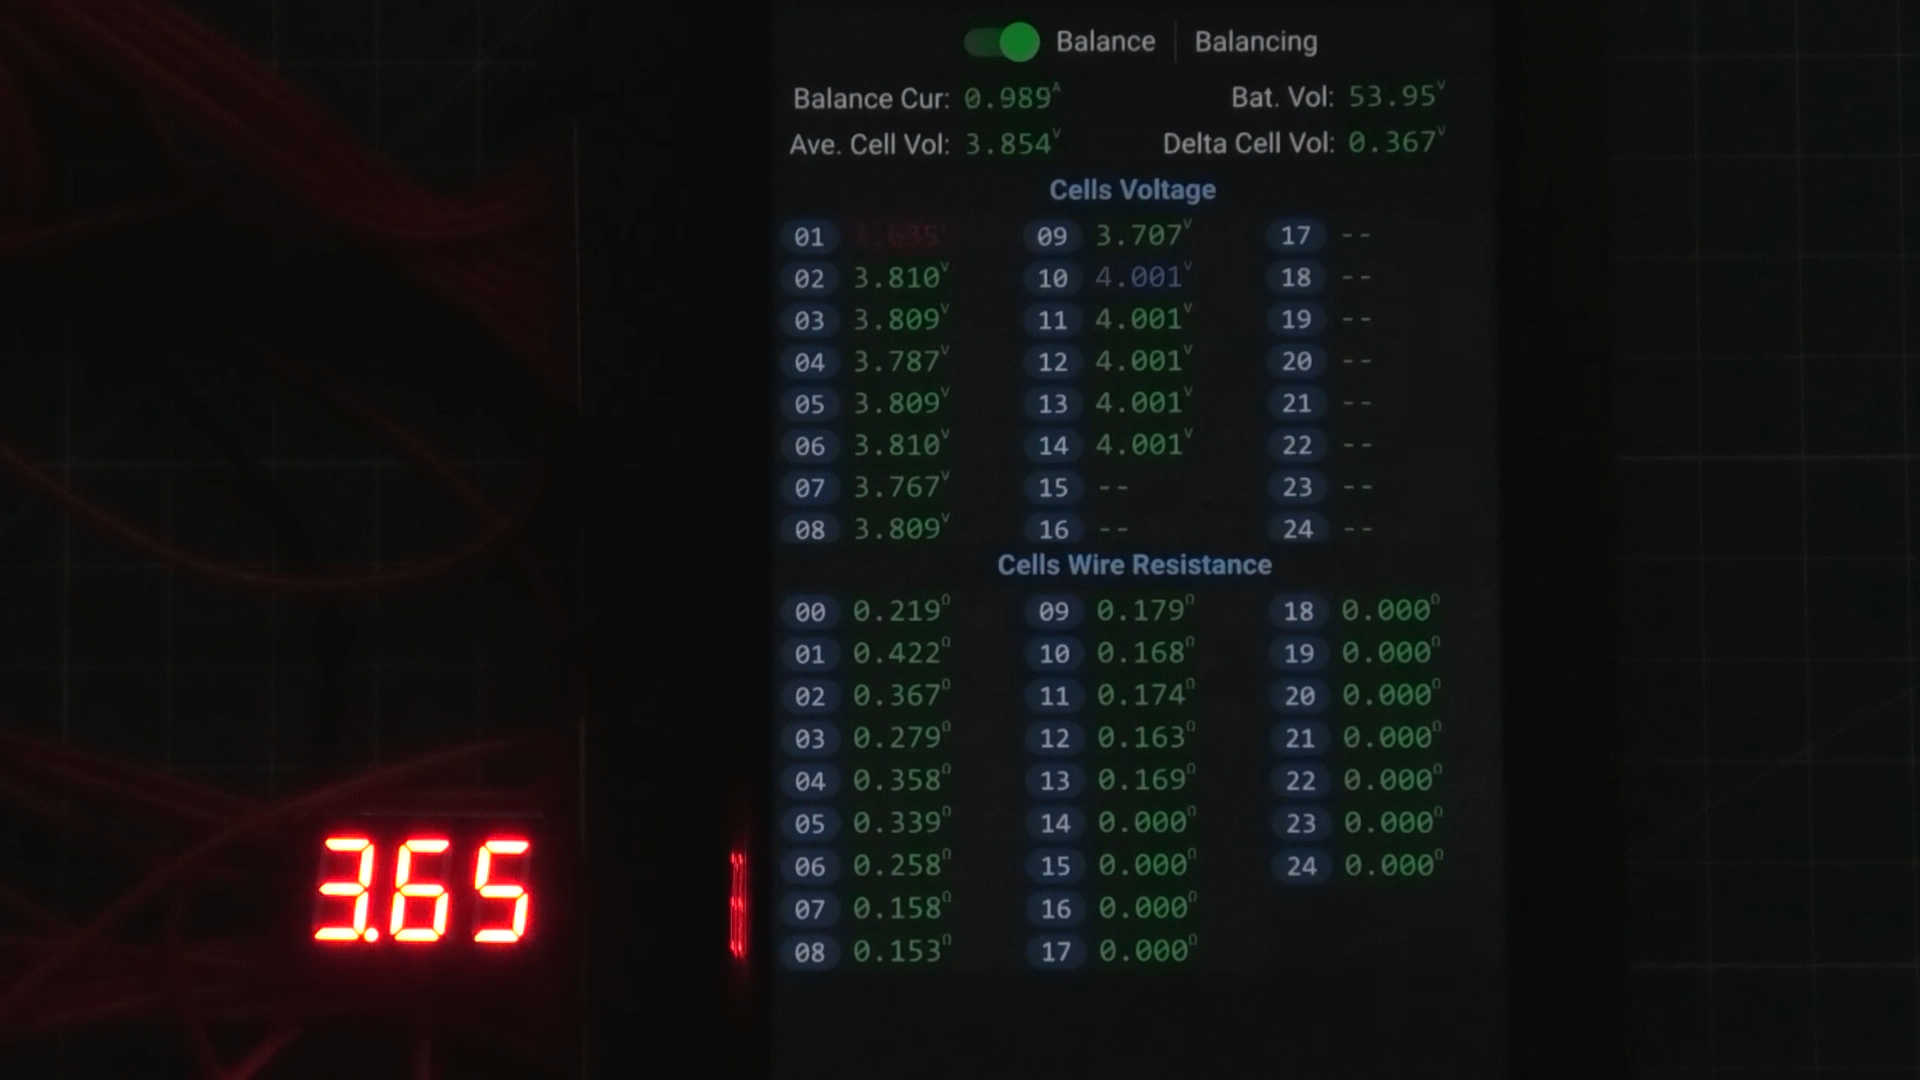 Balance | Balancing
Balance Cur: 0.989A Bat. Vol: 53.95V
Ave. Cell Vol: 3.854V Delta Cell Vol: 0.367V
Cells Voltage
01 3.635V 09 3.707V 17 --
02 3.810V 10 4.001V 18 --
03 3.809V 11 4.001V 19 --
04 3.787V 12 4.001V 20 --
05 3.809V 13 4.001V 21 --
06 3.810V 14 4.001V 22 --
07 3.767V 15 -- 23 --
08 3.809V 16 -- 24 --
Cells Wire Resistance
00 0.219Ω 09 0.179Ω 18 0.000Ω
01 0.422Ω 10 0.168Ω 19 0.000Ω
02 0.367Ω 11 0.174Ω 20 0.000Ω
03 0.279Ω 12 0.163Ω 21 0.000Ω
04 0.358Ω 13 0.169Ω 22 0.000Ω
05 0.339Ω 14 0.000Ω 23 0.000Ω
06 0.258Ω 15 0.000Ω 24 0.000Ω
07 0.158Ω 16 0.000Ω
08 0.153Ω 17 0.000Ω
3.65